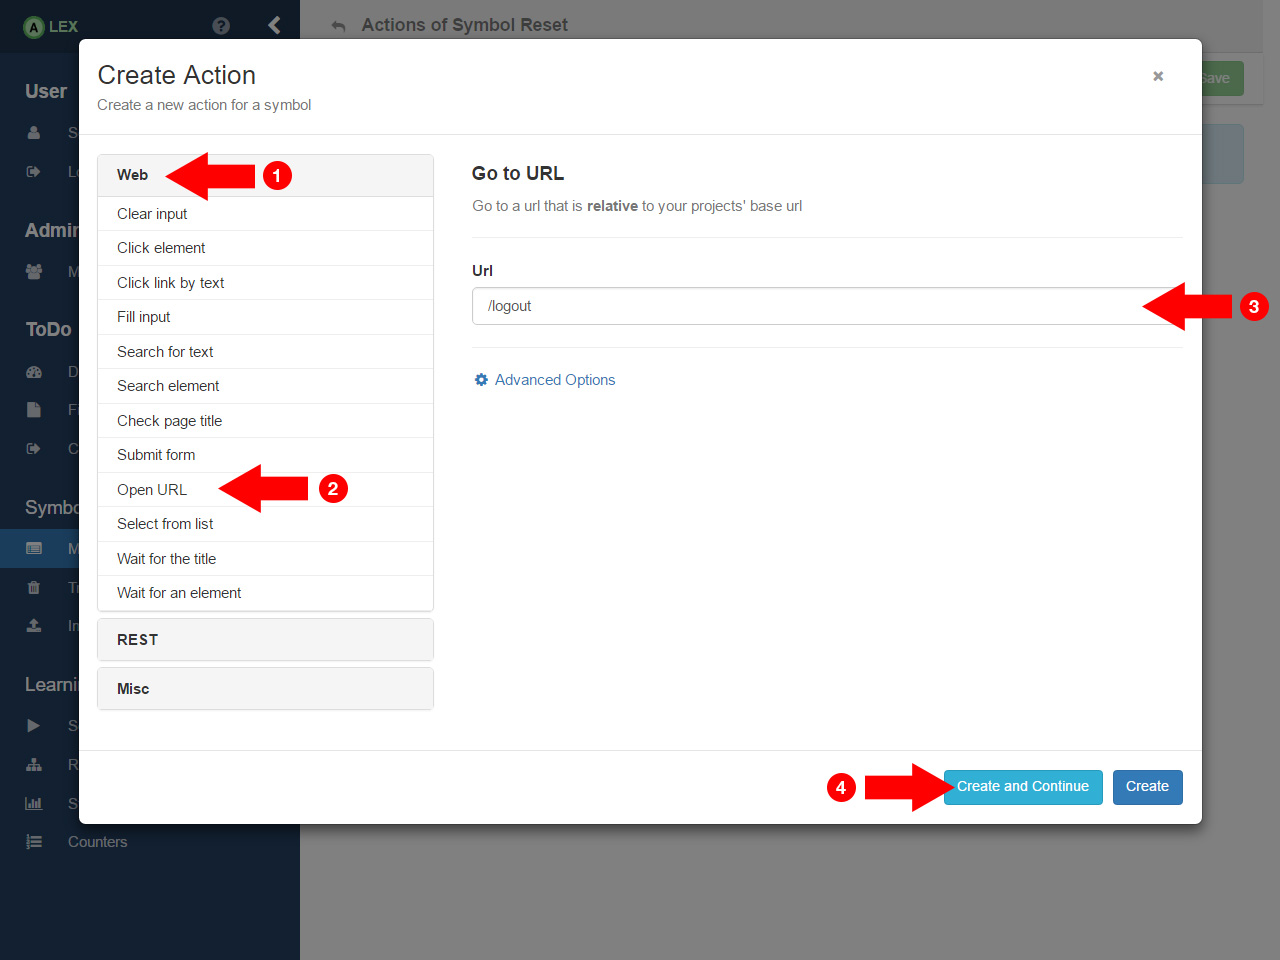 A LEX
?
Actions of Symbol Reset
Save
User
Admin
ToDo
Symbo
Learni
Counters
Create Action
Create a new action for a symbol
×
Web
1
Clear input
Click element
Click link by text
Fill input
Search for text
Search element
Check page title
Submit form
Open URL
2
Select from list
Wait for the title
Wait for an element
REST
Misc
Go to URL
Go to a url that is relative to your projects' base url
Url
/logout
3
Advanced Options
4
Create and Continue
Create